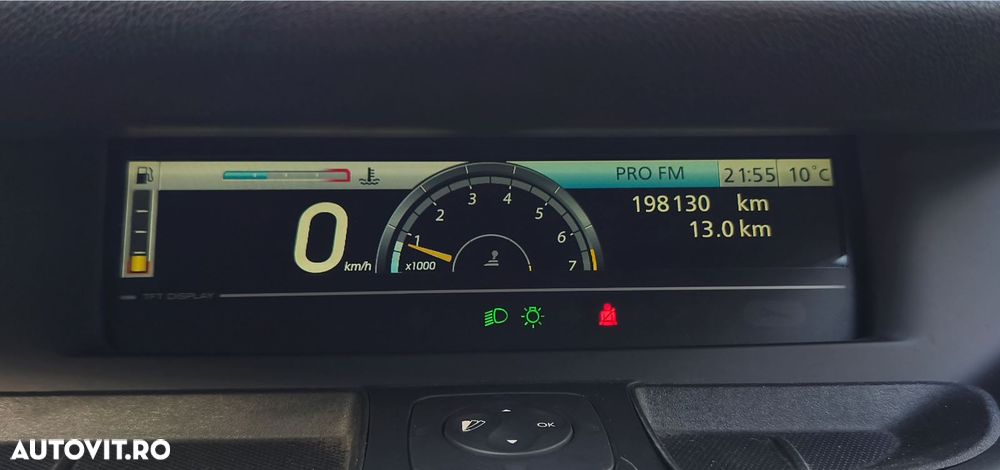 PRO FM 21:55 10°C
198130 km
13.0 km
0 km/h
1 2 3 4 5 6 7
x1000
TFT DISPLAY
OK
AUTOVIT.RO